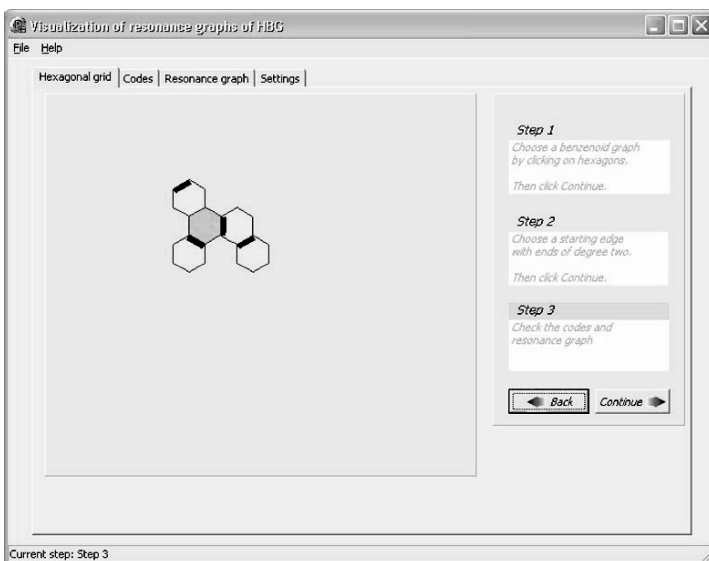 Visualization of resonance graphs of HBG
File Help
Hexagonal grid Codes Resonance graph Settings
Step 1
Choose a benzenoid graph
by clicking on hexagons.
Then click Continue.
Step 2
Choose a starting edge
with ends of degree two.
Then click Continue.
Step 3
Check the codes and
resonance graph
Back Continue
Current step: Step 3